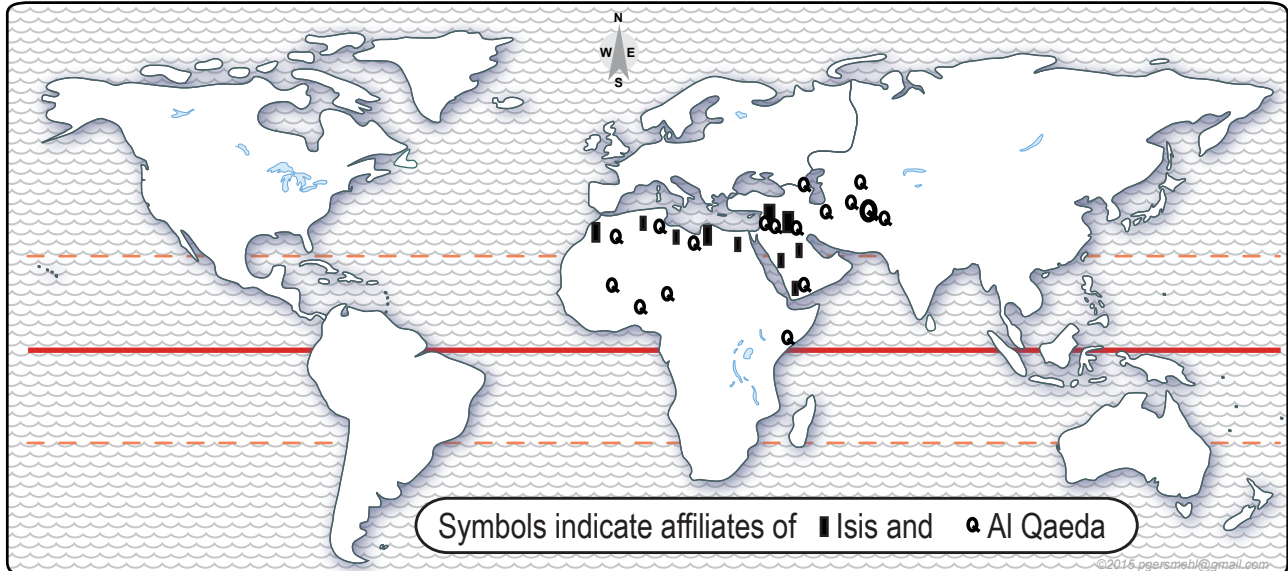 N
W E
S
Symbols indicate affiliates of Isis and Q Al Qaeda
©2015 pgersmehl@gmail.com